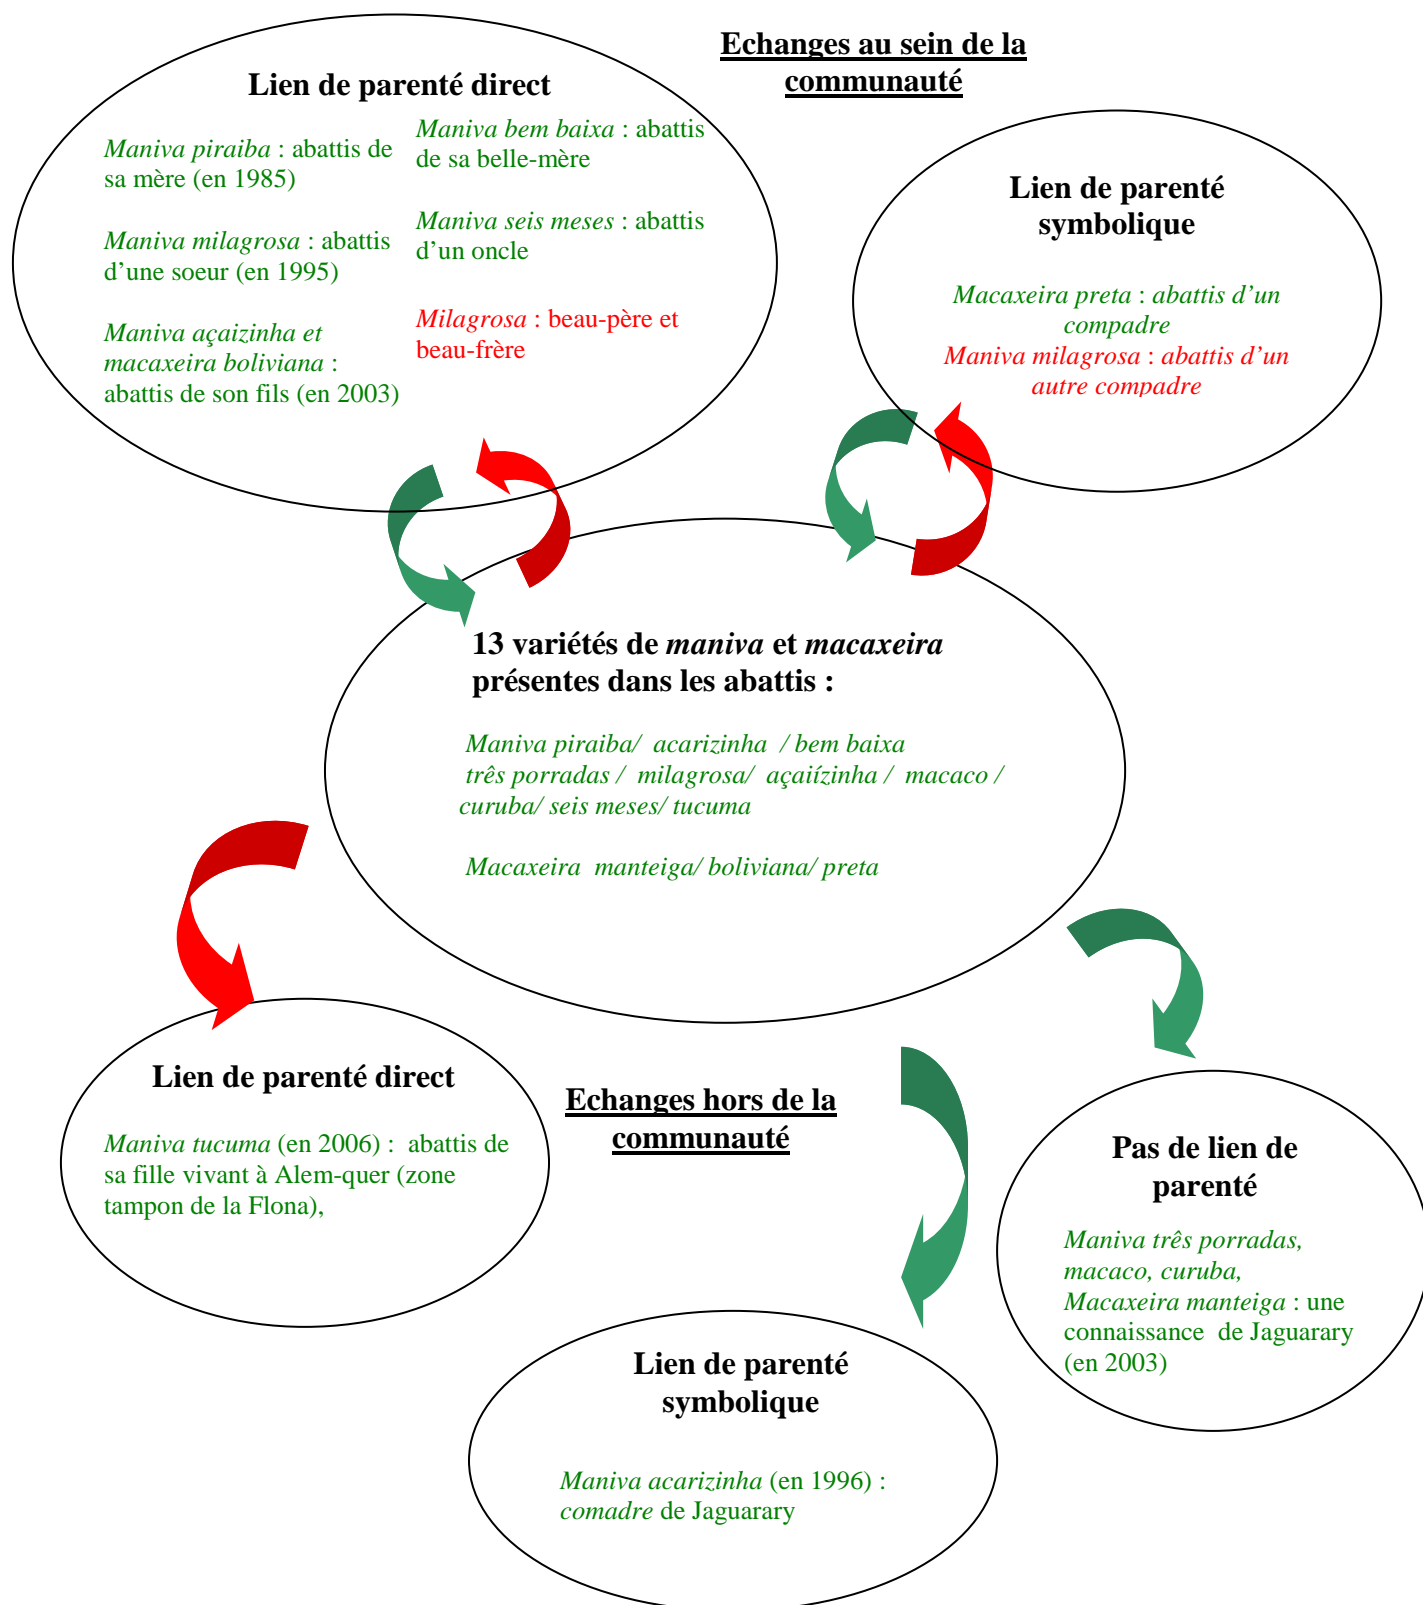 Echanges au sein de la
communauté
Lien de parenté direct
Maniva piraiba : abattis de
sa mère (en 1985)
Maniva milagrosa : abattis
d'une soeur (en 1995)
Maniva açaizinha et
macaxeira boliviana :
abattis de son fils (en 2003)
Maniva bem baixa : abattis
de sa belle-mère
Maniva seis meses : abattis
d'un oncle
Milagrosa : beau-père et
beau-frère
Lien de parenté
symbolique
Macaxeira preta : abattis d'un
compadre
Maniva milagrosa : abattis d'un
autre compadre
13 variétés de maniva et macaxeira
présentes dans les abattis :
Maniva piraiba/ acarizinha / bem baixa
três porradas / milagrosa/ açaiízinha / macaco /
curuba/ seis meses/ tucuma
Macaxeira manteiga/ boliviana/ preta
Lien de parenté direct
Maniva tucuma (en 2006) : abattis de
sa fille vivant à Alem-quer (zone
tampon de la Flona),
Echanges hors de la
communauté
Pas de lien de
parenté
Maniva três porradas,
macaco, curuba,
Macaxeira manteiga : une
connaissance de Jaguarary
(en 2003)
Lien de parenté
symbolique
Maniva acarizinha (en 1996) :
comadre de Jaguarary